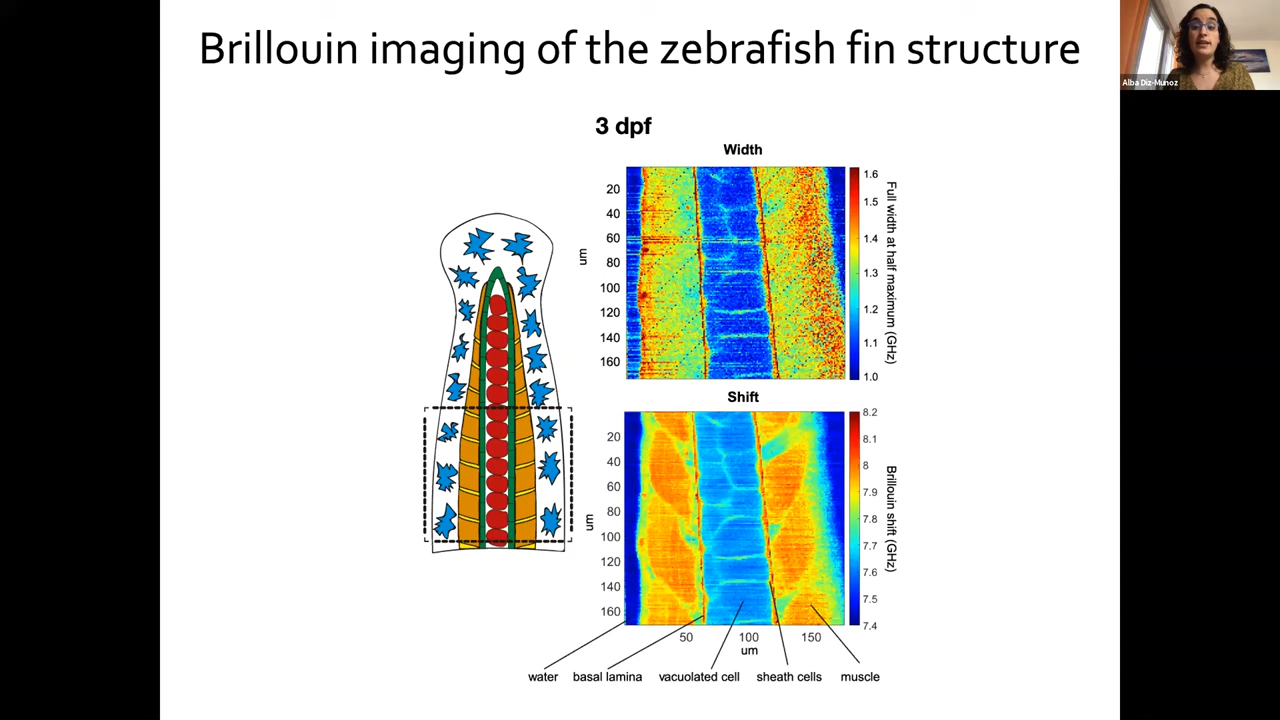 Brillouin imaging of the zebrafish fin structure
Alba Diz-Munoz
3 dpf
Width
20
40
60
80
100
120
140
160
um
1.6
1.5
1.4
1.3
1.2
1.1
1.0
Full width at half maximum (GHz)
Shift
20
40
60
80
100
120
140
160
um
50 100 150
um
8.2
8.1
8
7.9
7.8
7.7
7.6
7.5
7.4
Brillouin shift (GHz)
water basal lamina vacuolated cell sheath cells muscle